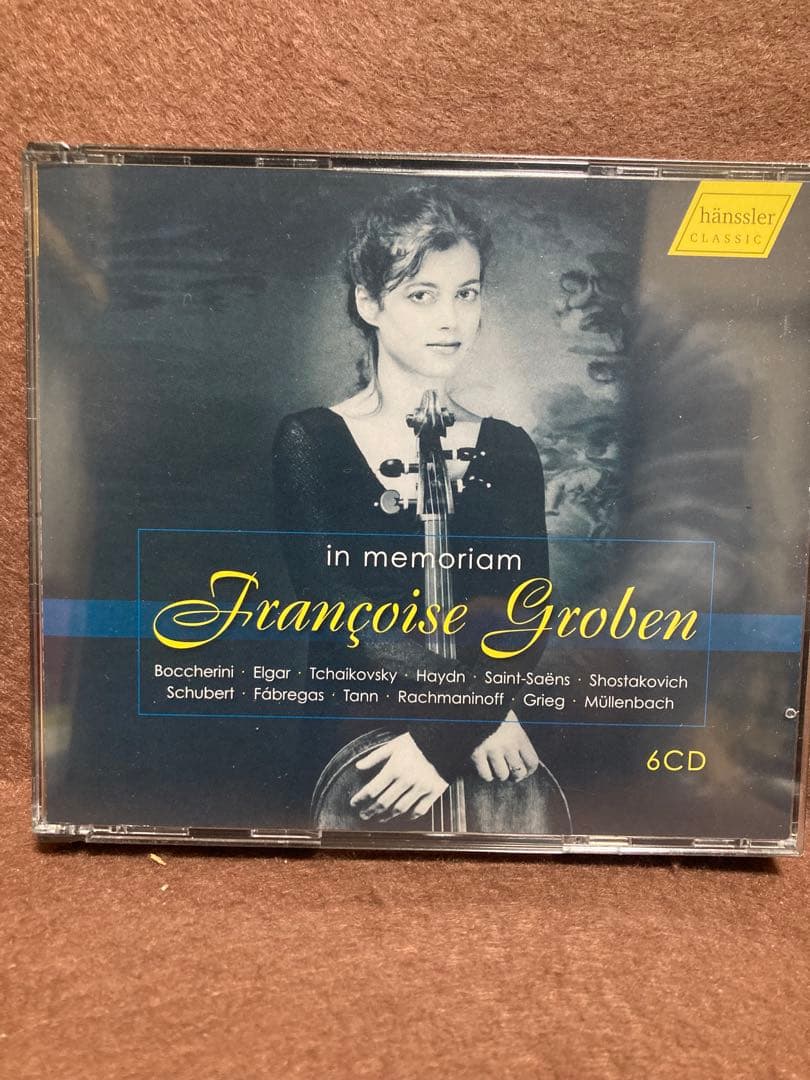 hänssler
CLASSIC
in memoriam
Françoise Groben
Boccherini · Elgar · Tchaikovsky · Haydn · Saint-Saëns · Shostakovich
Schubert · Fábregas · Tann · Rachmaninoff · Grieg · Müllenbach
6CD